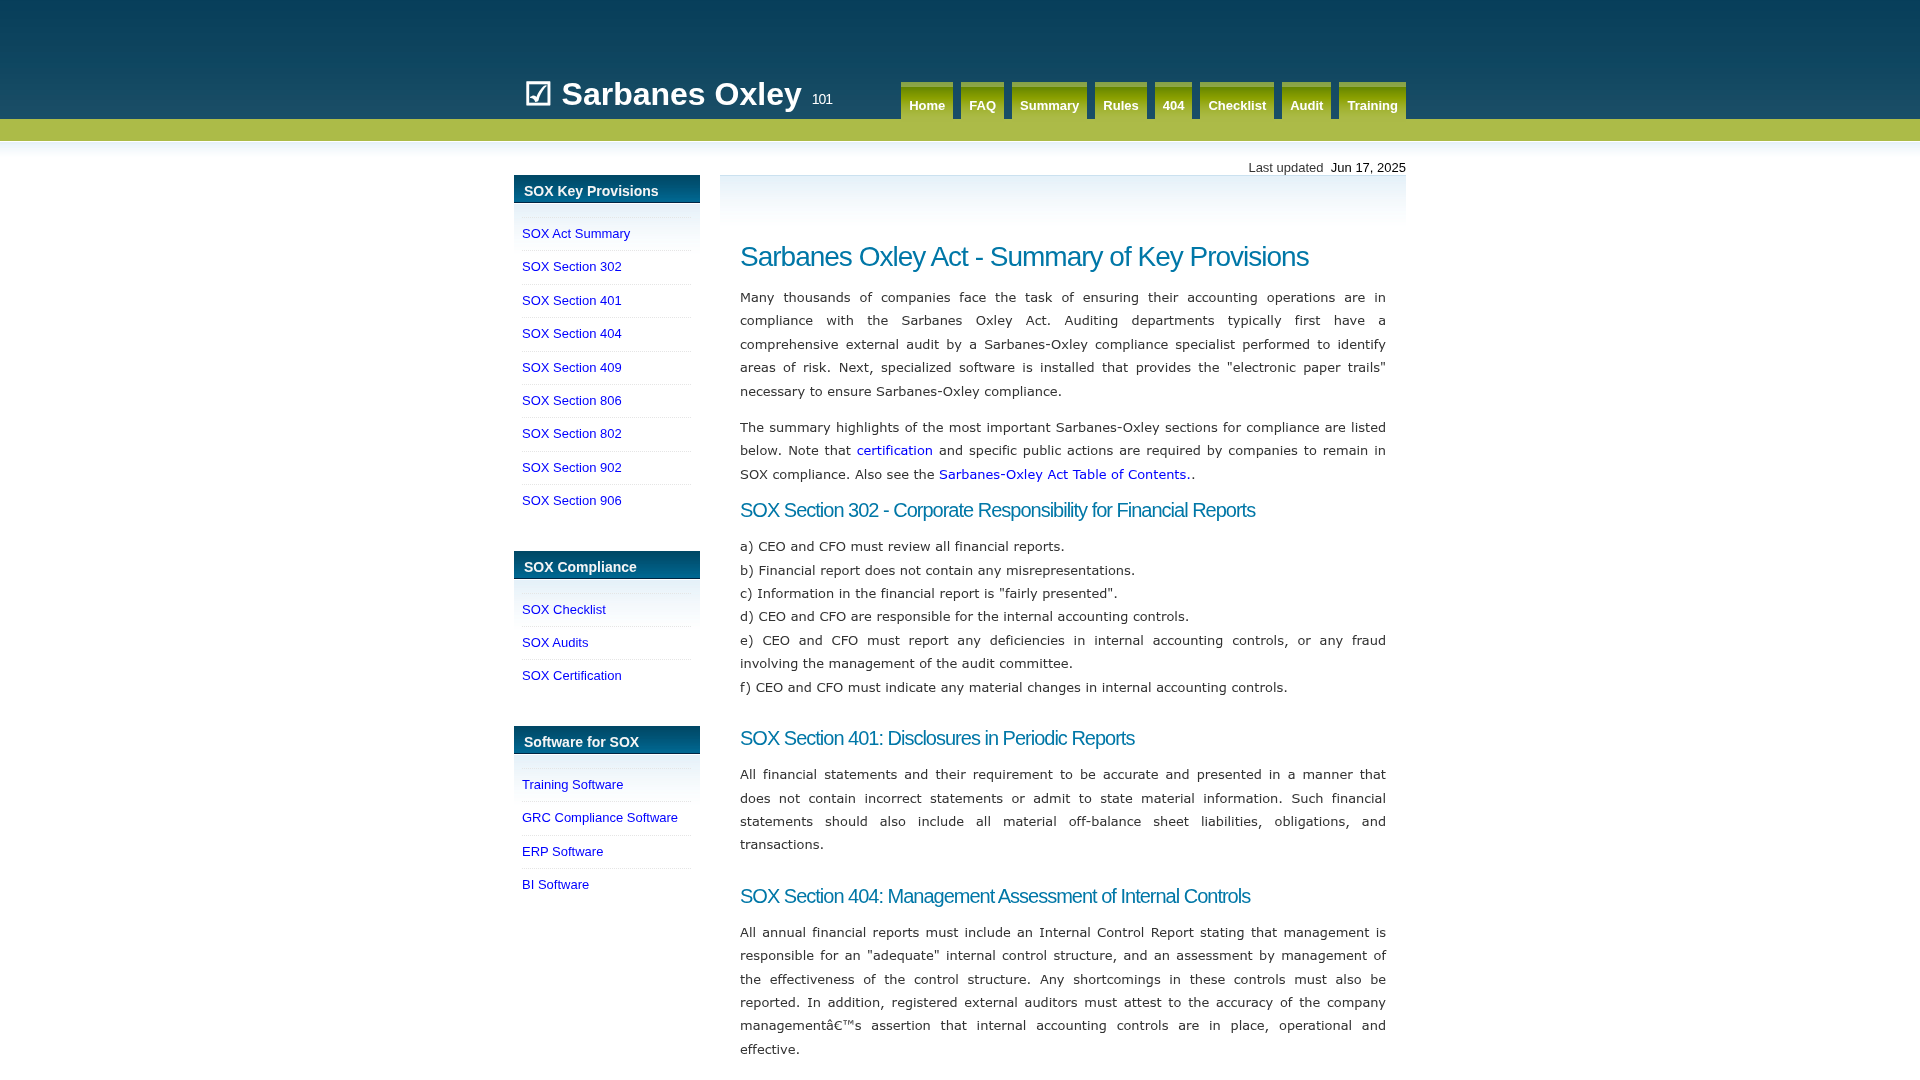 ☑ Sarbanes Oxley 101
Home FAQ Summary Rules 404 Checklist Audit Training
Last updated Jun 17, 2025
SOX Key Provisions
SOX Act Summary
SOX Section 302
SOX Section 401
SOX Section 404
SOX Section 409
SOX Section 806
SOX Section 802
SOX Section 902
SOX Section 906
SOX Compliance
SOX Checklist
SOX Audits
SOX Certification
Software for SOX
Training Software
GRC Compliance Software
ERP Software
BI Software
Sarbanes Oxley Act - Summary of Key Provisions
Many thousands of companies face the task of ensuring their accounting operations are in
compliance with the Sarbanes Oxley Act. Auditing departments typically first have a
comprehensive external audit by a Sarbanes-Oxley compliance specialist performed to identify
areas of risk. Next, specialized software is installed that provides the "electronic paper trails"
necessary to ensure Sarbanes-Oxley compliance.
The summary highlights of the most important Sarbanes-Oxley sections for compliance are listed
below. Note that certification and specific public actions are required by companies to remain in
SOX compliance. Also see the Sarbanes-Oxley Act Table of Contents..
SOX Section 302 - Corporate Responsibility for Financial Reports
a) CEO and CFO must review all financial reports.
b) Financial report does not contain any misrepresentations.
c) Information in the financial report is "fairly presented".
d) CEO and CFO are responsible for the internal accounting controls.
e) CEO and CFO must report any deficiencies in internal accounting controls, or any fraud
involving the management of the audit committee.
f) CEO and CFO must indicate any material changes in internal accounting controls.
SOX Section 401: Disclosures in Periodic Reports
All financial statements and their requirement to be accurate and presented in a manner that
does not contain incorrect statements or admit to state material information. Such financial
statements should also include all material off-balance sheet liabilities, obligations, and
transactions.
SOX Section 404: Management Assessment of Internal Controls
All annual financial reports must include an Internal Control Report stating that management is
responsible for an "adequate" internal control structure, and an assessment by management of
the effectiveness of the control structure. Any shortcomings in these controls must also be
reported. In addition, registered external auditors must attest to the accuracy of the company
managementâ€™s assertion that internal accounting controls are in place, operational and
effective.